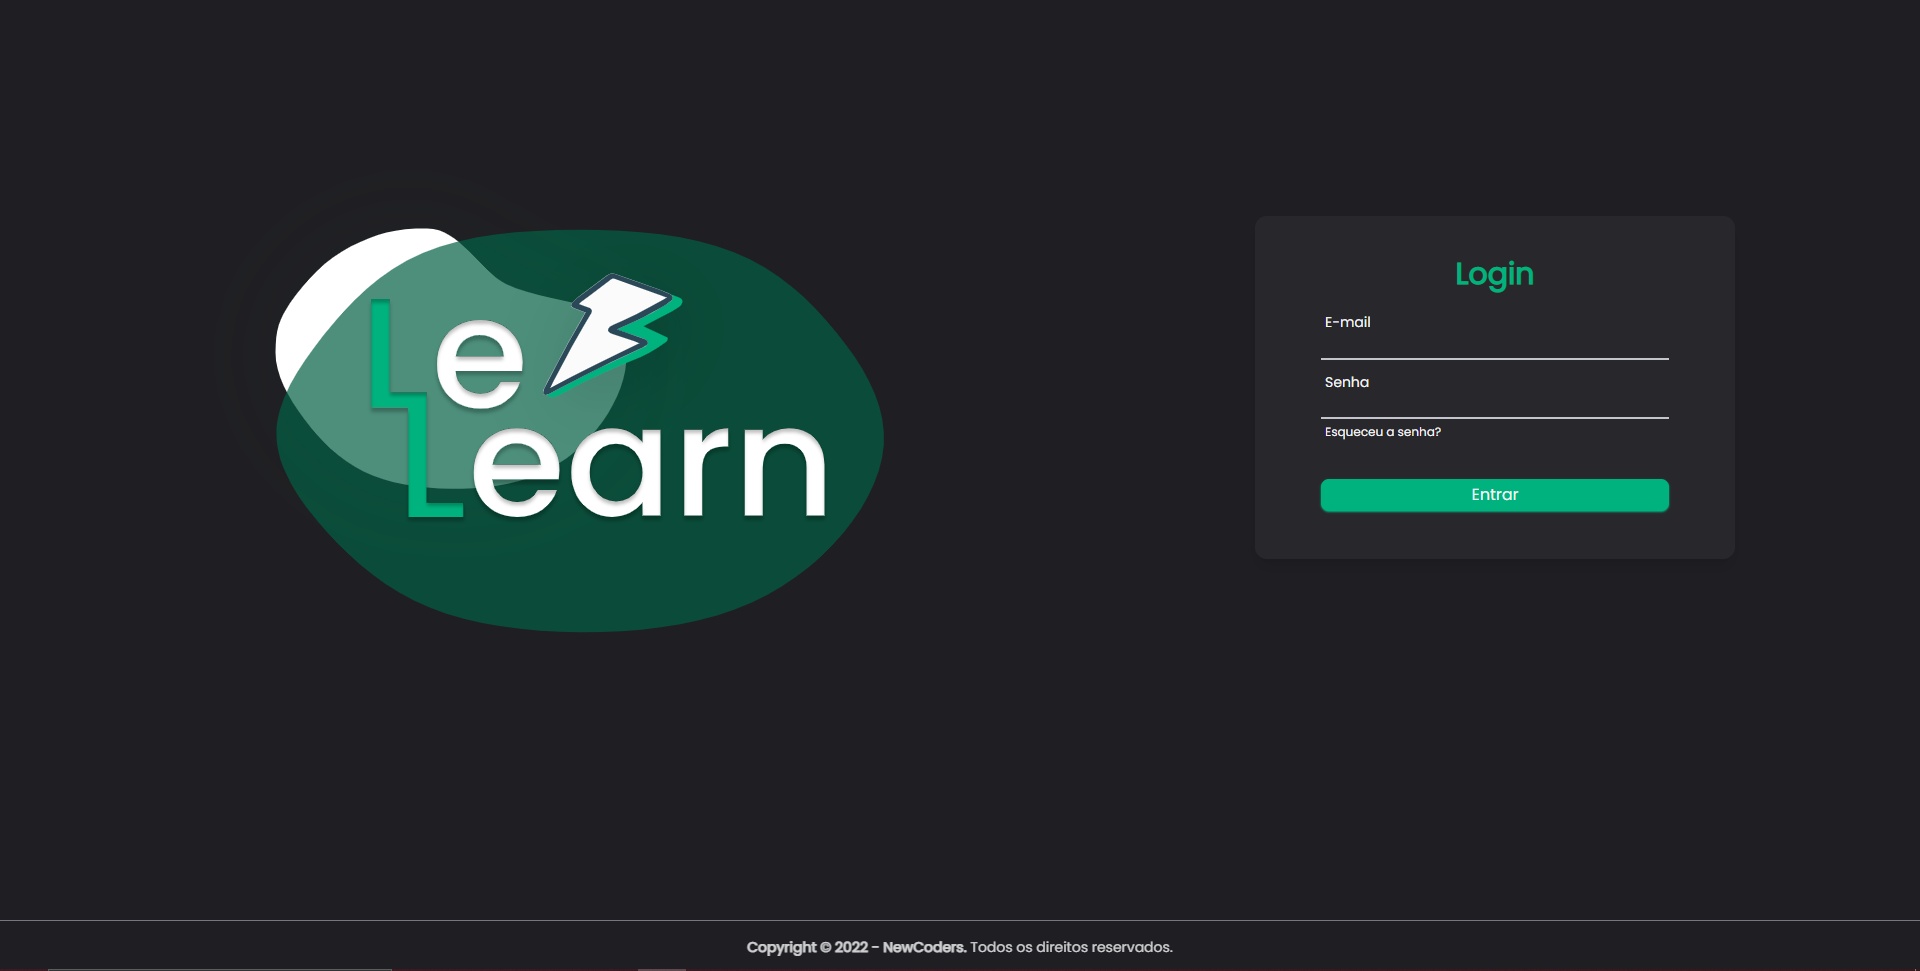 Le
Learn
Login
E-mail
Senha
Esqueceu a senha?
Entrar
Copyright © 2022 - NewCoders. Todos os direitos reservados.